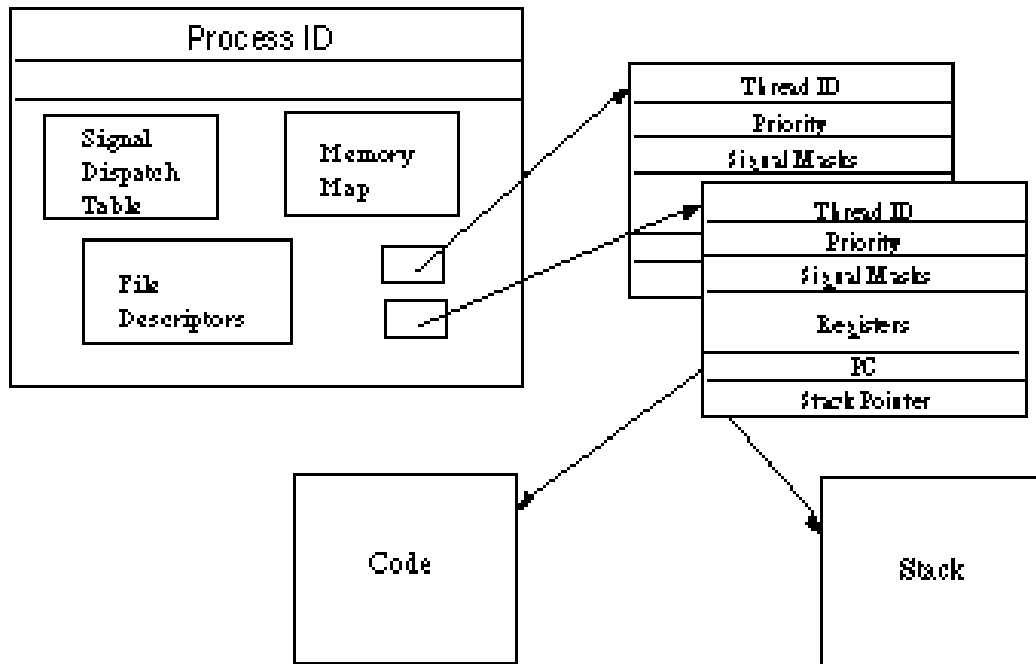 Process ID
Signal
Dispatch
Table
Memory
Map
File
Descriptors
Thread ID
Priority
Signal Masks
Thread ID
Priority
Signal Masks
Registers
PC
Stack Pointer
Code
Stack